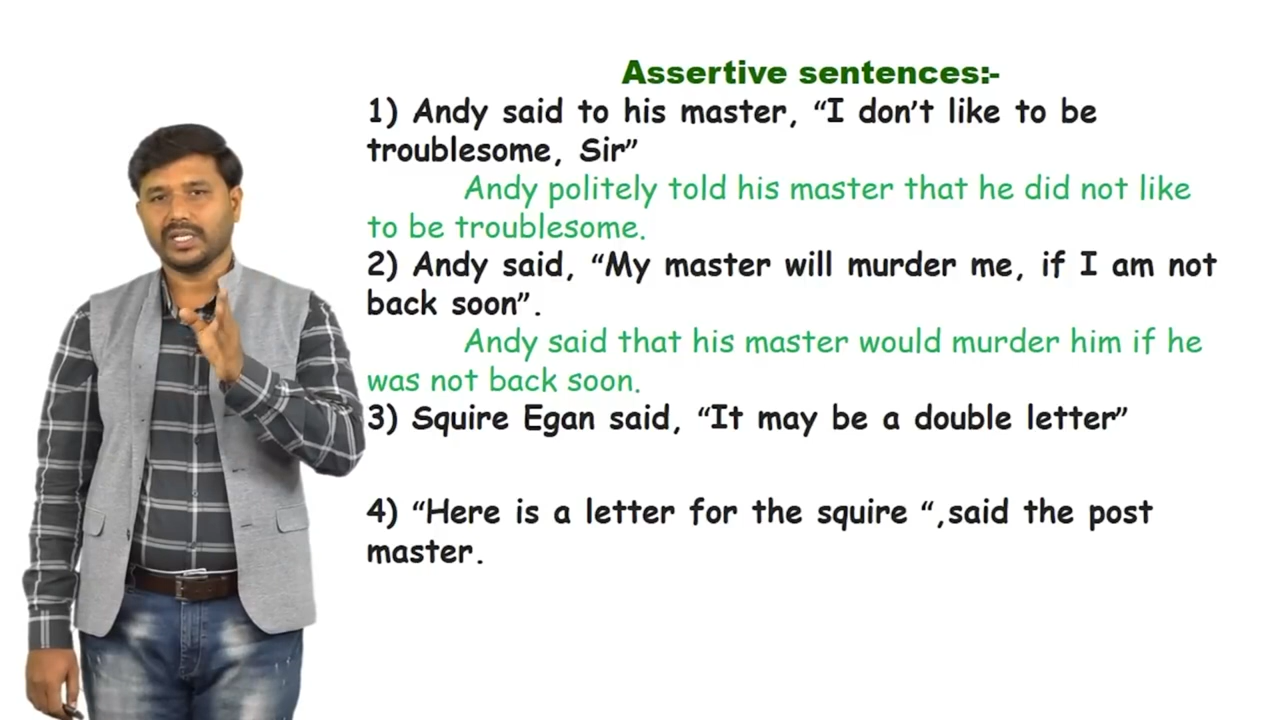 Assertive sentences:-
1) Andy said to his master, “I don’t like to be
troublesome, Sir”
Andy politely told his master that he did not like
to be troublesome.
2) Andy said, “My master will murder me, if I am not
back soon”.
Andy said that his master would murder him if he
was not back soon.
3) Squire Egan said, “It may be a double letter”
4) “Here is a letter for the squire “,said the post
master.